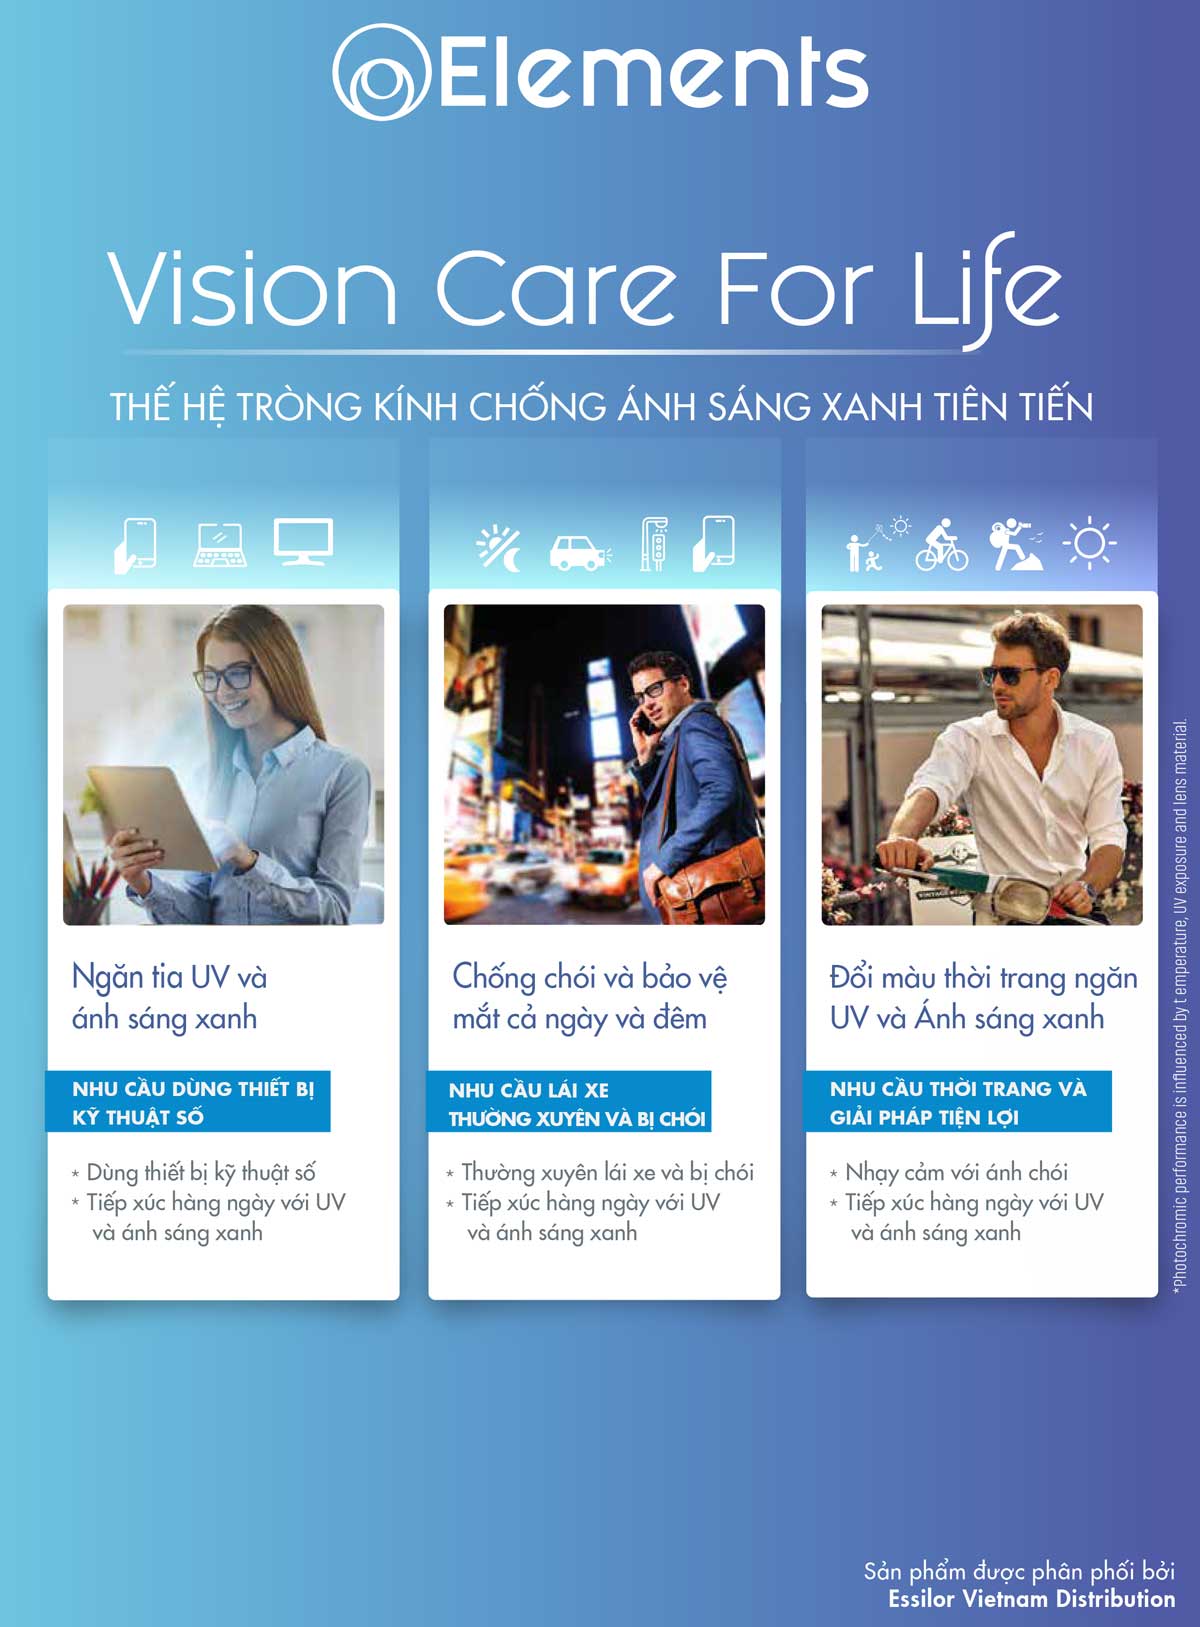 Elements
Vision Care For Life
THẾ HỆ TRÒNG KÍNH CHỐNG ÁNH SÁNG XANH TIÊN TIẾN
Ngăn tia UV và
ánh sáng xanh
NHU CẦU DÙNG THIẾT BỊ
KỸ THUẬT SỐ
* Dùng thiết bị kỹ thuật số
* Tiếp xúc hàng ngày với UV
và ánh sáng xanh
Chống chói và bảo vệ
mắt cả ngày và đêm
NHU CẦU LÁI XE
THƯỜNG XUYÊN VÀ BỊ CHÓI
* Thường xuyên lái xe và bị chói
* Tiếp xúc hàng ngày với UV
và ánh sáng xanh
VINTAGE
Đổi màu thời trang ngăn
UV và Ánh sáng xanh
NHU CẦU THỜI TRANG VÀ
GIẢI PHÁP TIỆN LỢI
* Nhạy cảm với ánh chói
* Tiếp xúc hàng ngày với UV
và ánh sáng xanh
*Photochromic performance is influenced by t emperature, UV exposure and lens material.
Sản phẩm được phân phối bởi
Essilor Vietnam Distribution